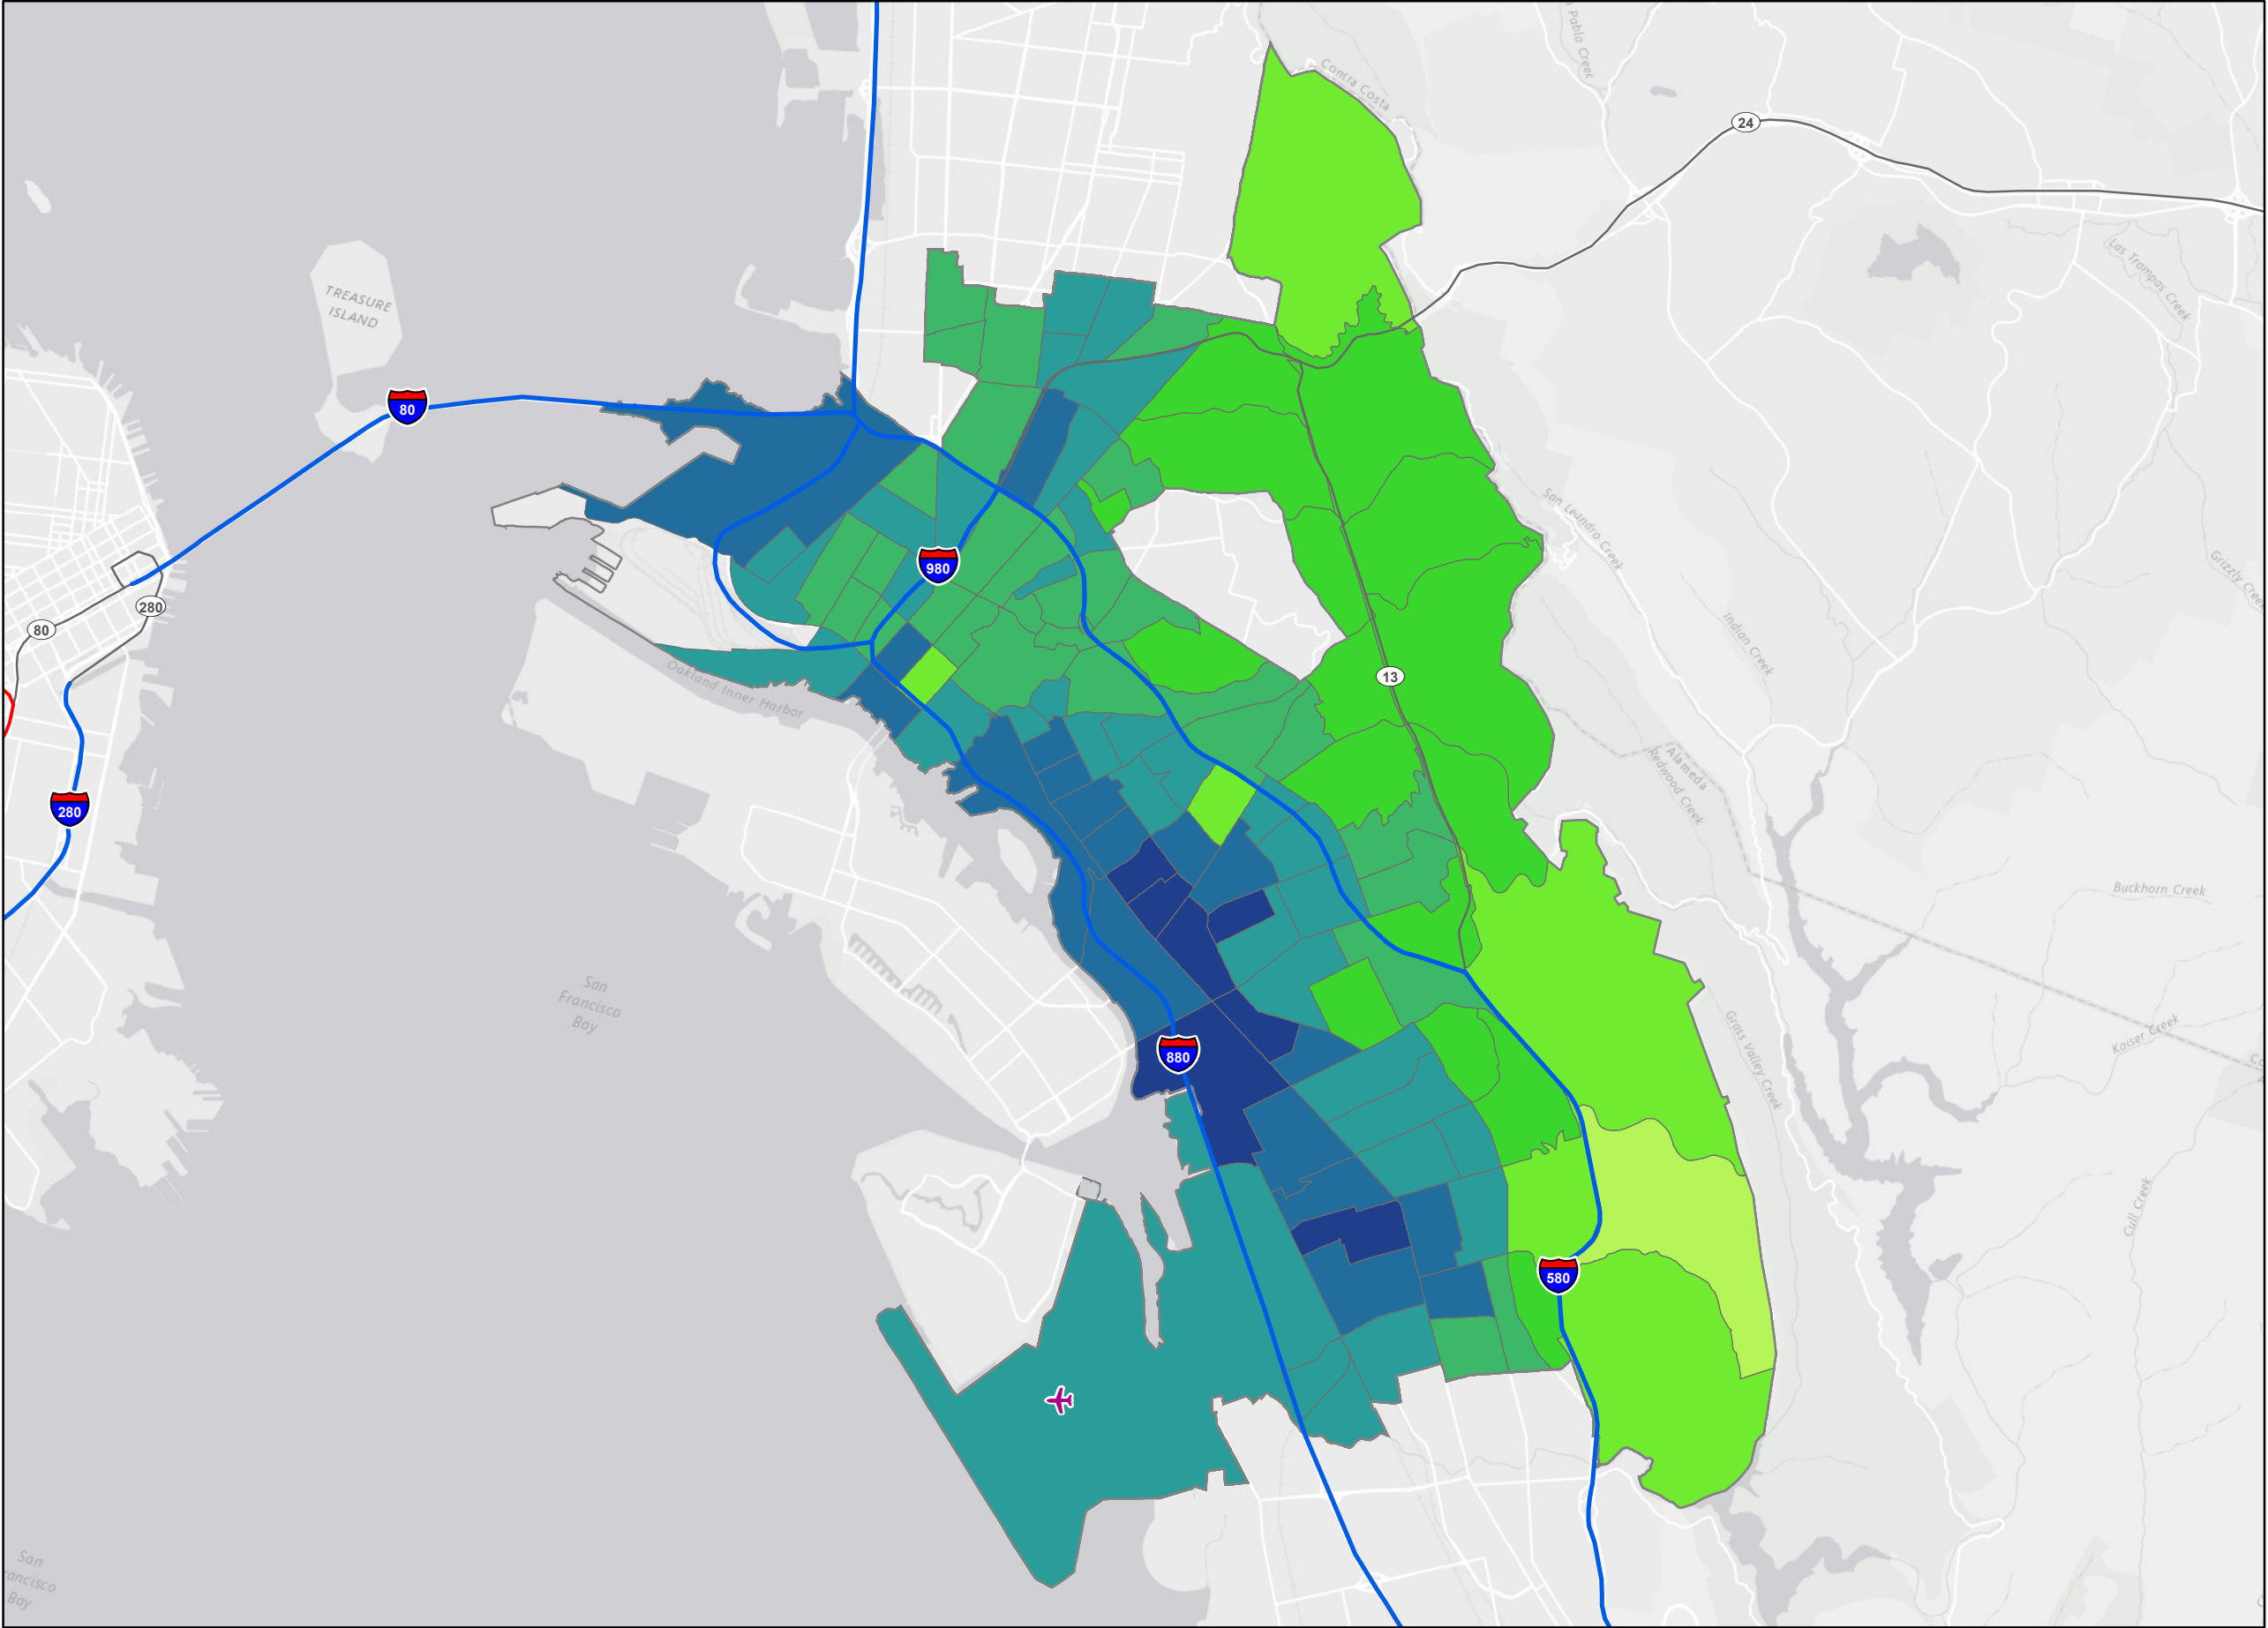 Pablo Creek
Contra Costa
24
Las Trampas Creek
TREASURE
ISLAND
80
San Leandro Creek
Grizzly Creek
980
280
80
Indian Creek
13
Oakland Inner Harbor
Alameda
Redwood Creek
280
Buckhorn Creek
San
Francisco
Bay
Grass Valley Creek
Kaiser Creek
880
Cull Creek
580
San
rancisco
Bay